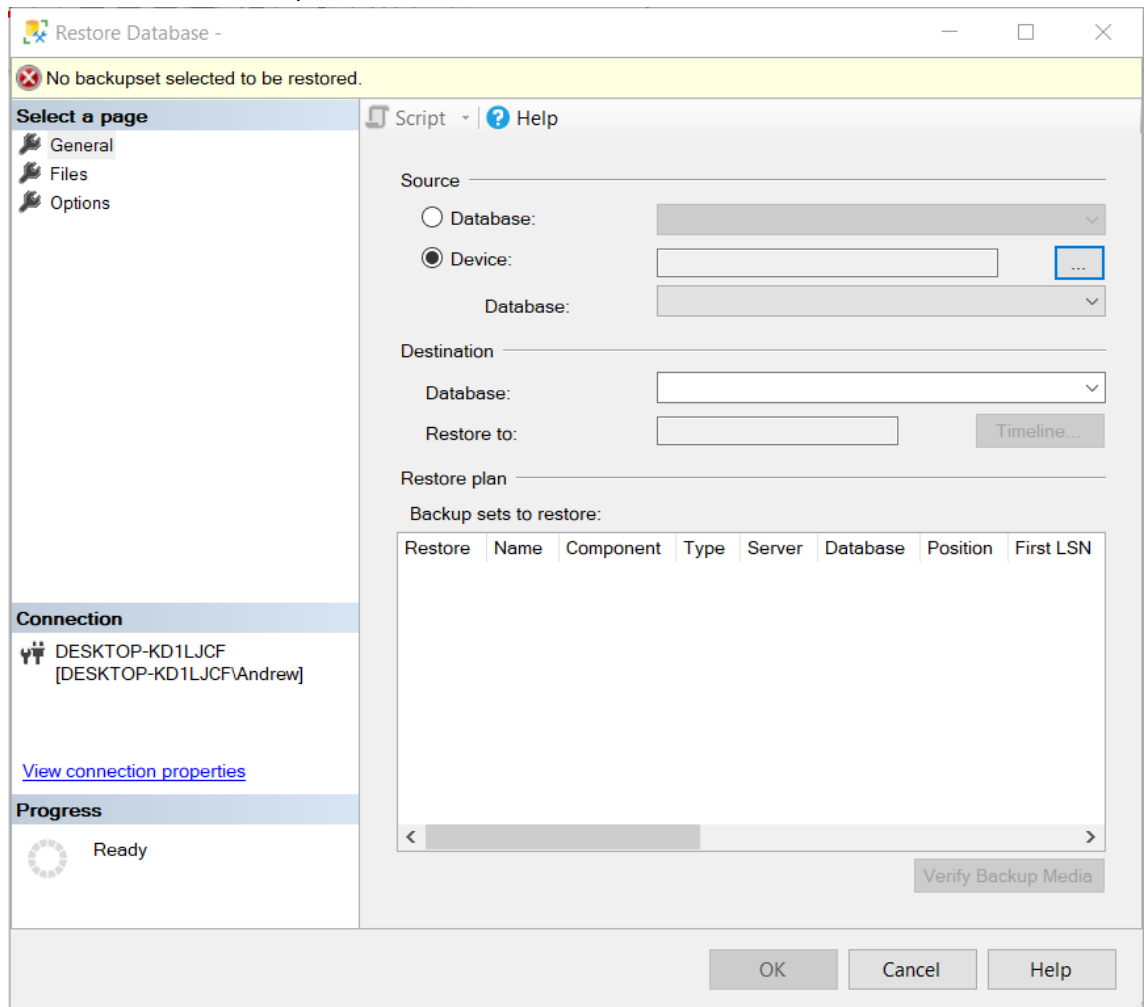 Restore Database -
No backupset selected to be restored.
Select a page
General
Files
Options
Script
Help
Source
Database:
Device:
...
Database:
Destination
Database:
Restore to:
Timeline...
Restore plan
Backup sets to restore:
Restore Name Component Type Server Database Position First LSN
Connection
DESKTOP-KD1LJCF
[DESKTOP-KD1LJCF\Andrew]
View connection properties
Progress
Ready
Verify Backup Media
OK Cancel Help